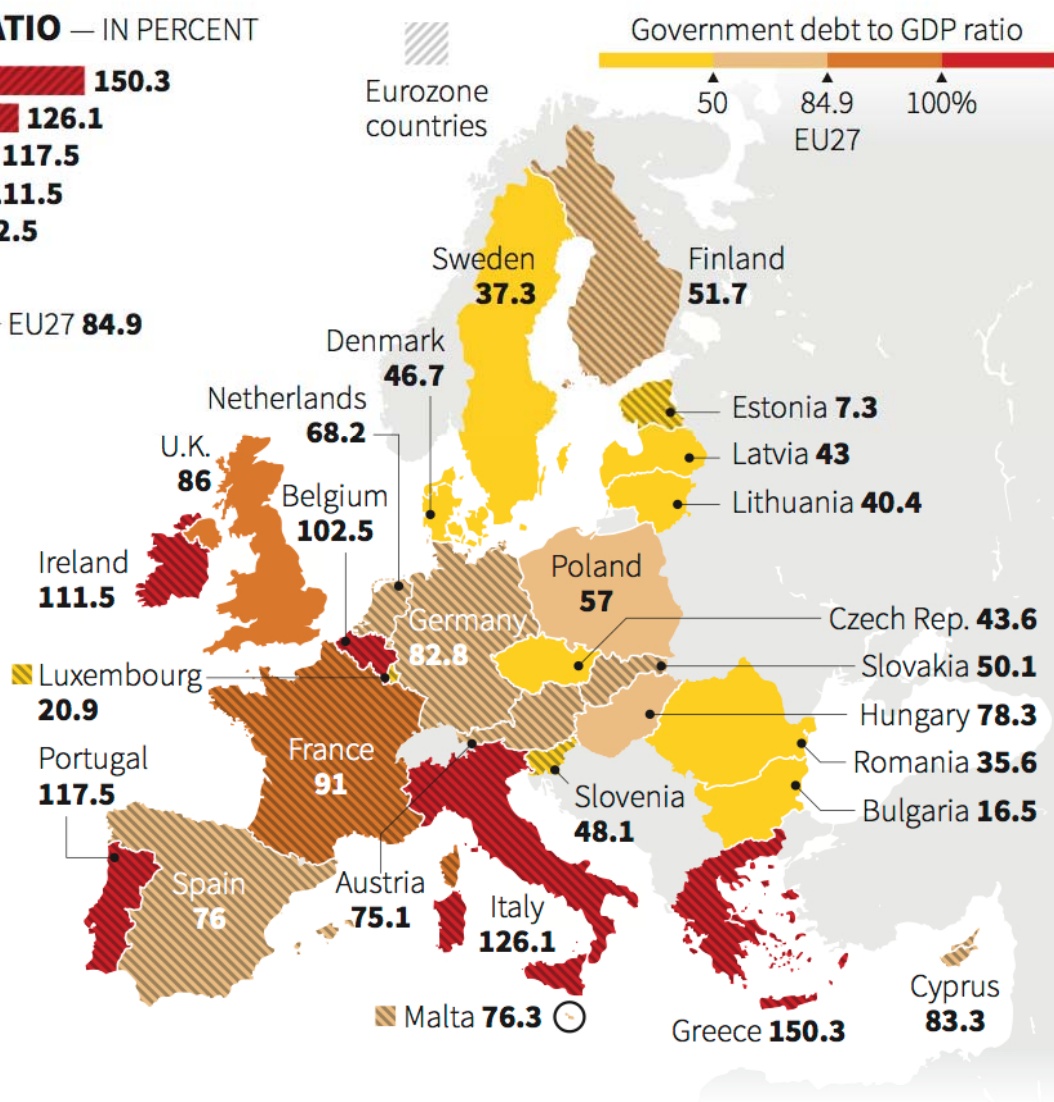 ATIO — IN PERCENT
150.3
126.1
117.5
11.5
2.5
EU27 84.9
Eurozone
countries
Government debt to GDP ratio
50
84.9
100%
EU27
Sweden
37.3
Finland
51.7
Denmark
46.7
Netherlands
68.2
Estonia 7.3
U.K.
86
Latvia 43
Belgium
102.5
Lithuania 40.4
Ireland
111.5
Poland
57
Germany
82.8
Czech Rep. 43.6
Luxembourg
20.9
Slovakia 50.1
Hungary 78.3
Portugal
117.5
France
91
Romania 35.6
Slovenia
48.1
Bulgaria 16.5
Spain
76
Austria
75.1
Italy
126.1
Malta 76.3
Greece 150.3
Cyprus
83.3